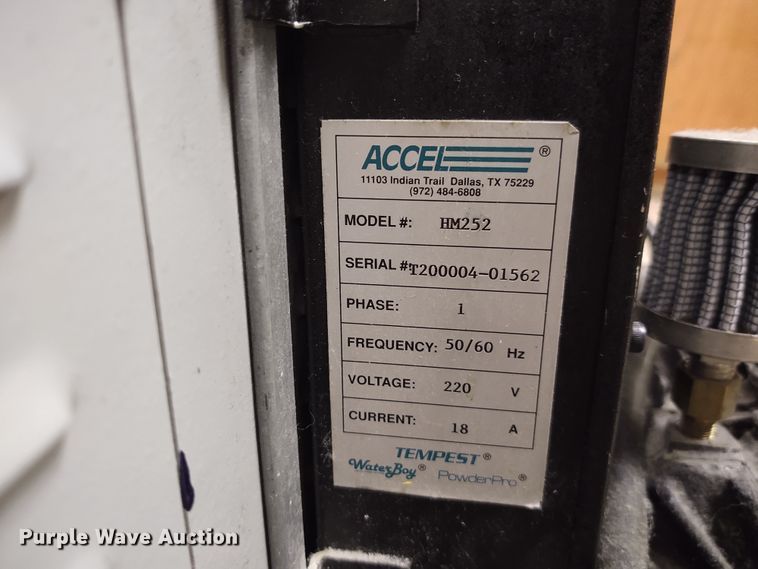 ACCEL®
11103 Indian Trail Dallas, TX 75229
(972) 484-6808
MODEL #: HM252
SERIAL #: T200004-01562
PHASE: 1
FREQUENCY: 50/60 Hz
VOLTAGE: 220 V
CURRENT: 18 A
TEMPEST®
WaterBoy® PowderPro®
Purple Wave Auction